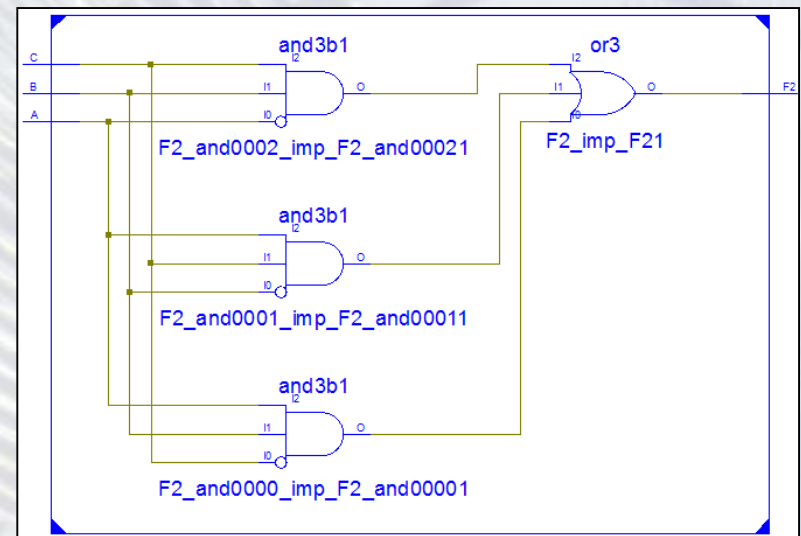 and3b1
or3
C
I2
I2
B
I1
O
I1
O
F2
A
I0
I0
F2_and0002_imp_F2_and00021
F2_imp_F21
and3b1
I2
I1
O
I0
F2_and0001_imp_F2_and00011
and3b1
I2
I1
O
I0
F2_and0000_imp_F2_and00001